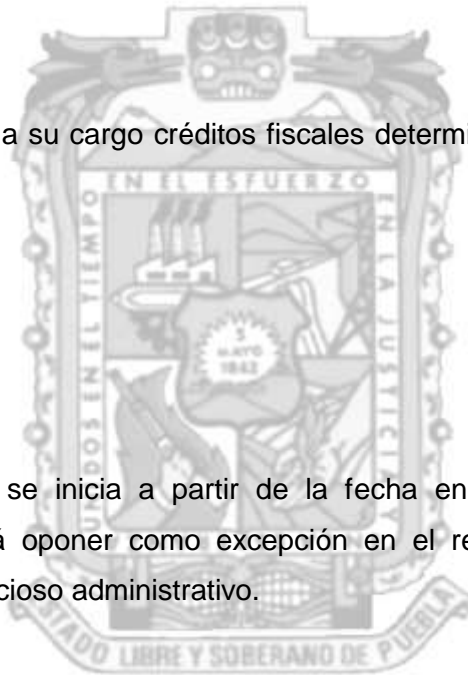 a su cargo créditos fiscales determi
EN EL ESFUERZO
UNIDOS EN EL TIEMPO
EN LA JUSTICIA Y
5
MAYO
1862
se inicia a partir de la fecha en
á oponer como excepción en el re
cioso administrativo.
ESTADO LIBRE Y SOBERANO DE PUEBLA